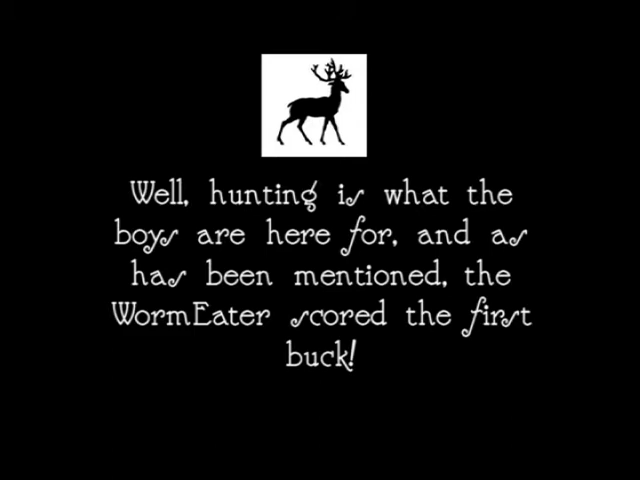 Well, hunting is what the
boys are here for, and as
has been mentioned, the
WormEater scored the first
buck!